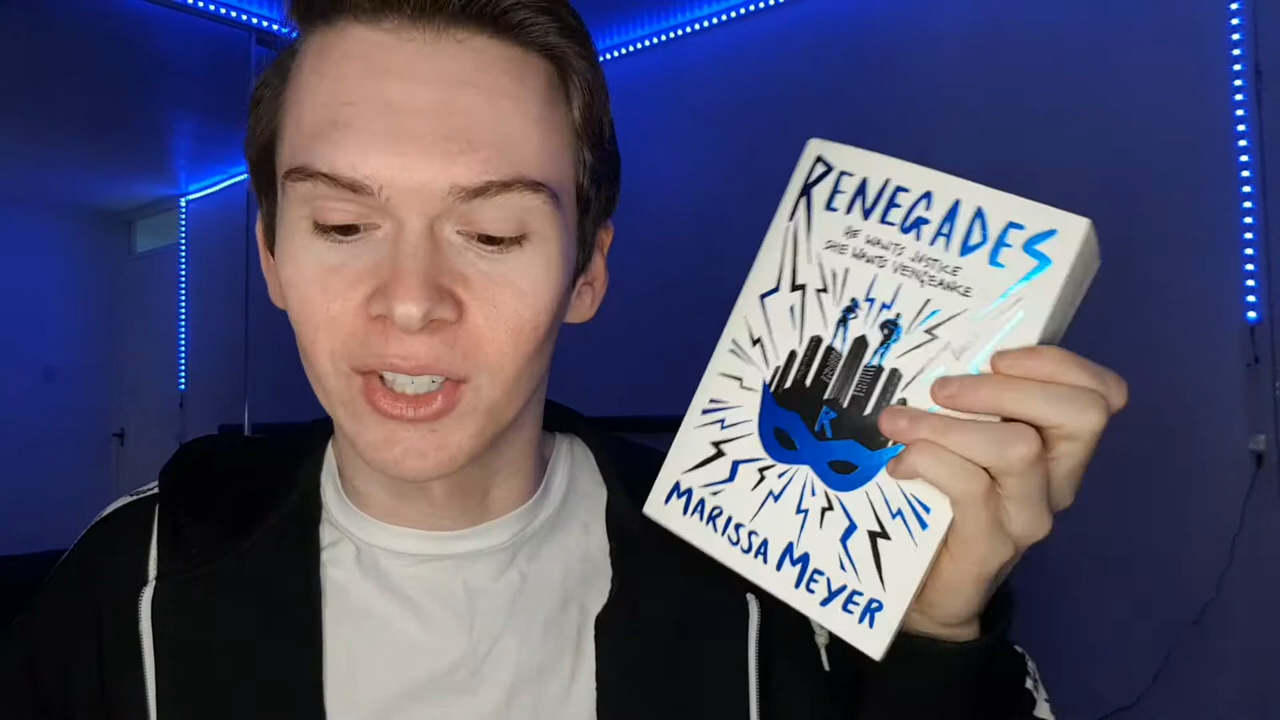 RENEGADES
HE WANTS JUSTICE
SHE WANTS VENGEANCE
R
MARISSA MEYER